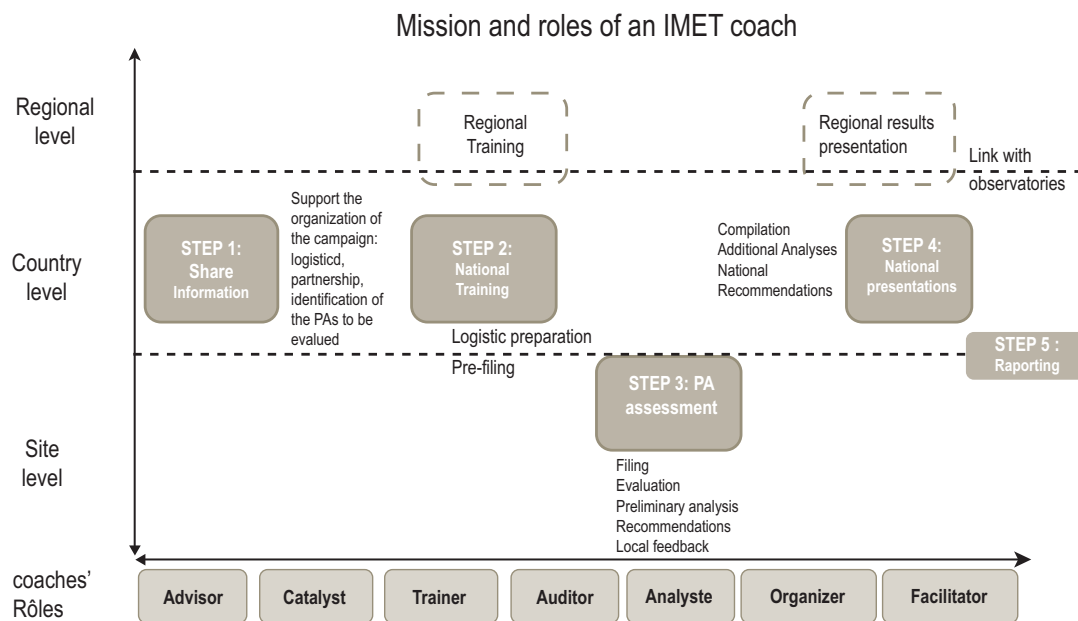 Mission and roles of an IMET coach
Regional
level
Regional
Training
Regional results
presentation
Link with
observatories
Country
level
STEP 1:
Share
Information
Support the
organization of
the campaign:
logisticd,
partnership,
identification of
the PAs to be
evalued
STEP 2:
National
Training
Logistic preparation
Pre-filing
Compilation
Additional Analyses
National
Recommendations
STEP 4:
National
presentations
STEP 5 :
Raporting
Site
level
STEP 3: PA
assessment
Filing
Evaluation
Preliminary analysis
Recommendations
Local feedback
coaches'
Rôles
Advisor
Catalyst
Trainer
Auditor
Analyste
Organizer
Facilitator